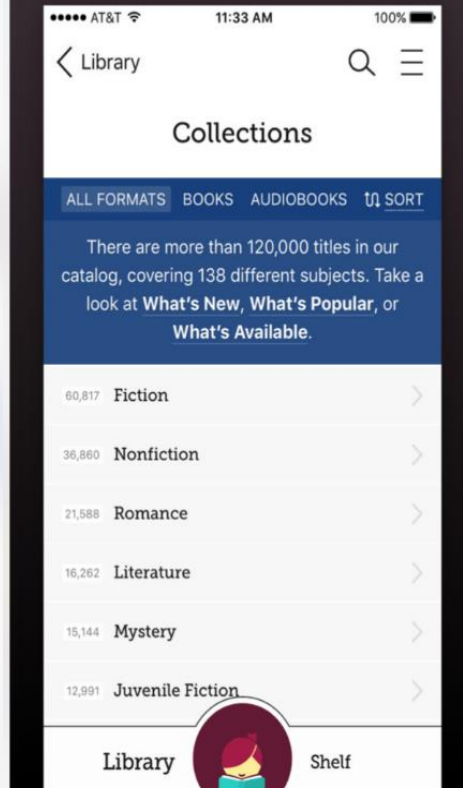 AT&T 11:33 AM 100%
Library
Collections
ALL FORMATS BOOKS AUDIOBOOKS SORT
There are more than 120,000 titles in our
catalog, covering 138 different subjects. Take a
look at What's New, What's Popular, or
What's Available.
60,817 Fiction
36,860 Nonfiction
21,588 Romance
16,262 Literature
15,144 Mystery
12,991 Juvenile Fiction
Library Shelf